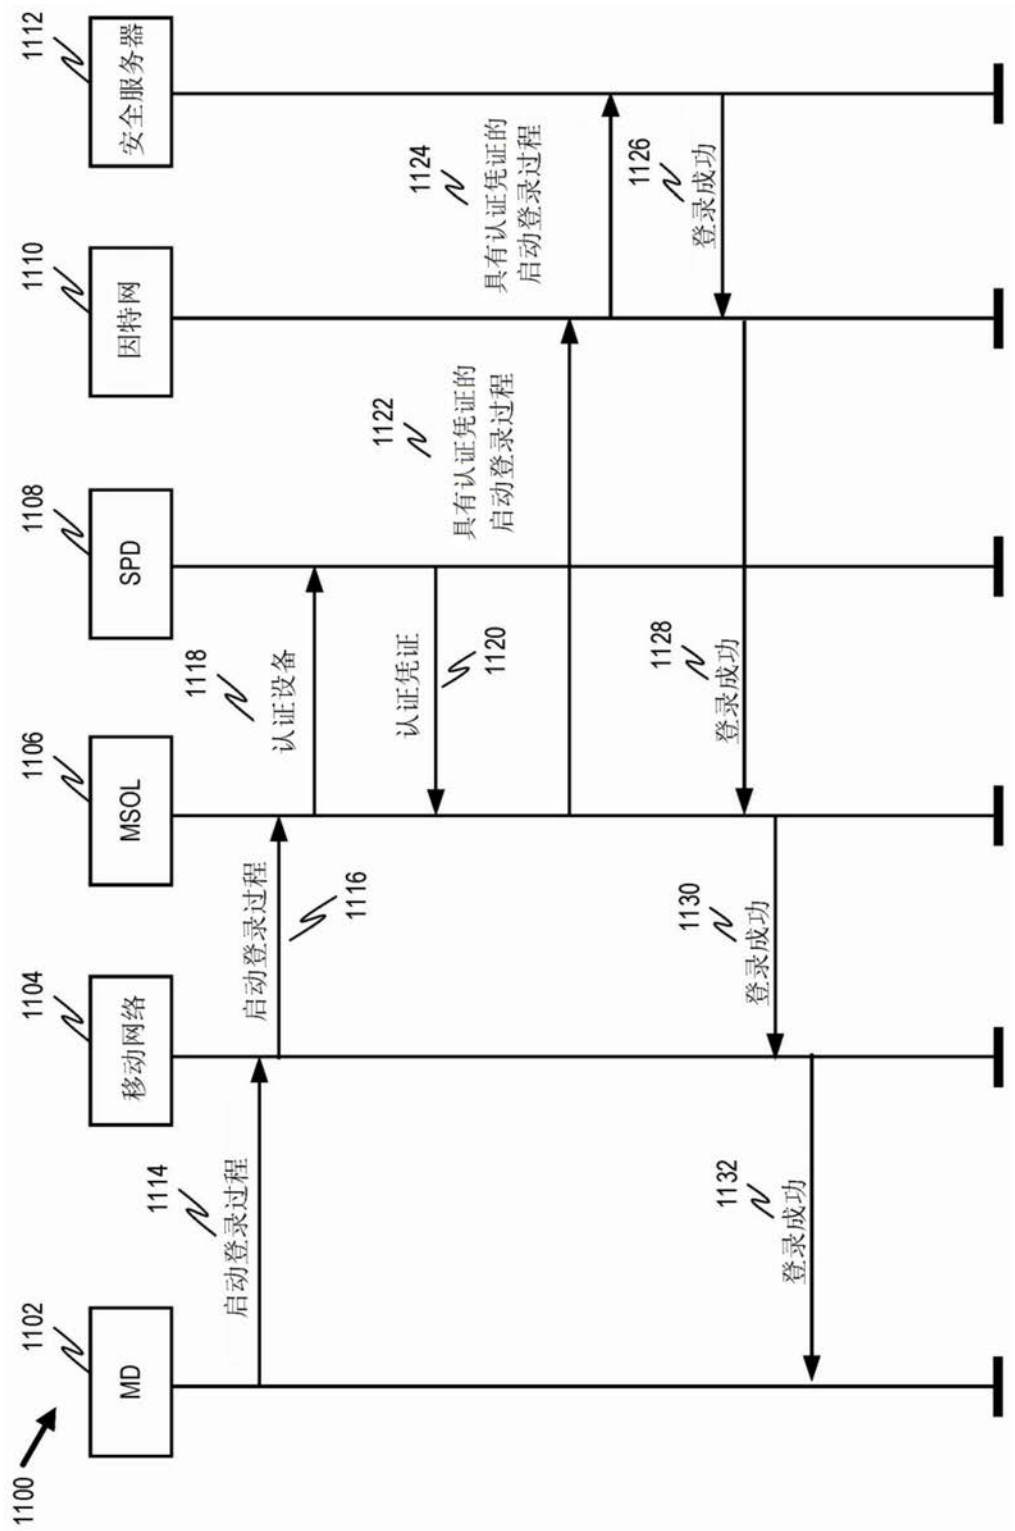 1100
1102
MD
1104
移动网络
1106
MSOL
1108
SPD
1110
因特网
1112
安全服务器
1114
启动登录过程
1116
启动登录过程
1118
认证设备
1120
认证凭证
1122
具有认证凭证的
启动登录过程
1124
具有认证凭证的
启动登录过程
1126
登录成功
1128
登录成功
1130
登录成功
1132
登录成功